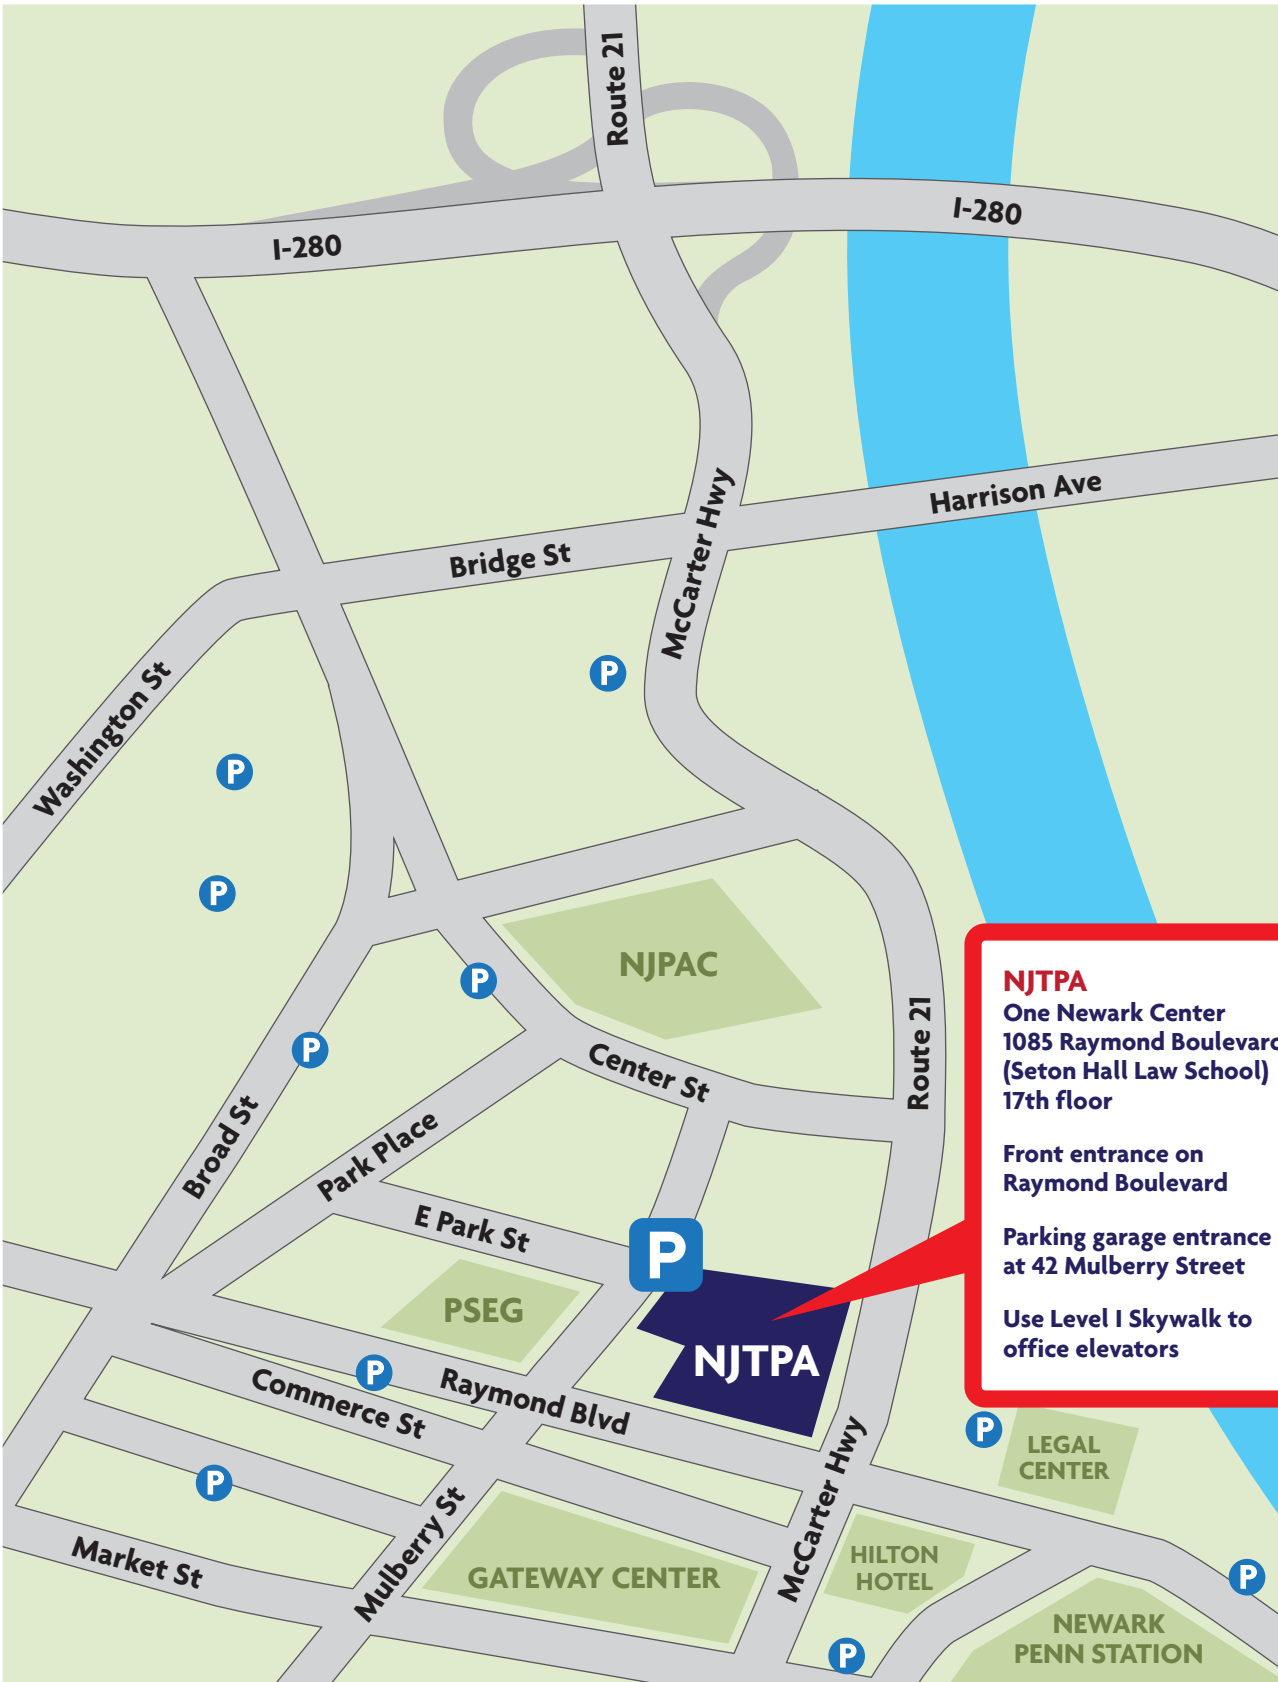 Route 21
I-280
I-280
Harrison Ave
McCarter Hwy
Bridge St
P
Washington St
P
P
NJPAC
P
P
Route 21
Center St
Broad St
Park Place
E Park St
P
PSEG
NJTPA
P
Raymond Blvd
Commerce St
McCarter Hwy
P
Mulberry St
Market St
GATEWAY CENTER
NJTPA
One Newark Center
1085 Raymond Boulevard
(Seton Hall Law School)
17th floor
Front entrance on
Raymond Boulevard
Parking garage entrance
at 42 Mulberry Street
Use Level I Skywalk to
office elevators
P
LEGAL
CENTER
HILTON
HOTEL
P
P
NEWARK
PENN STATION